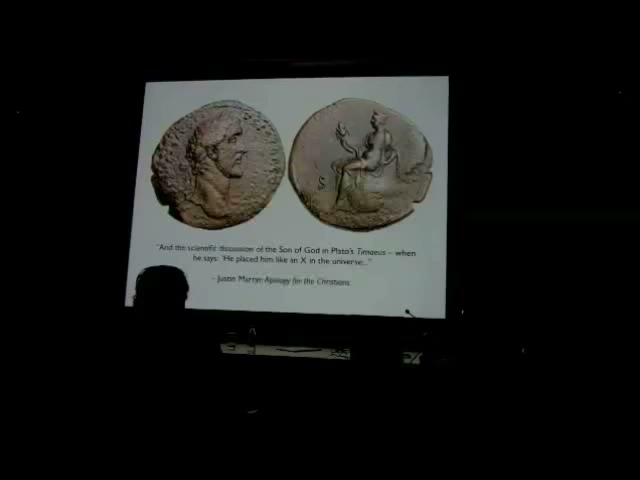 S
"And the scientific discussion of the Son of God in Plato's Timaeus – when
he says: 'He placed him like an X in the universe..."
– Justin Martyr: Apology for the Christians